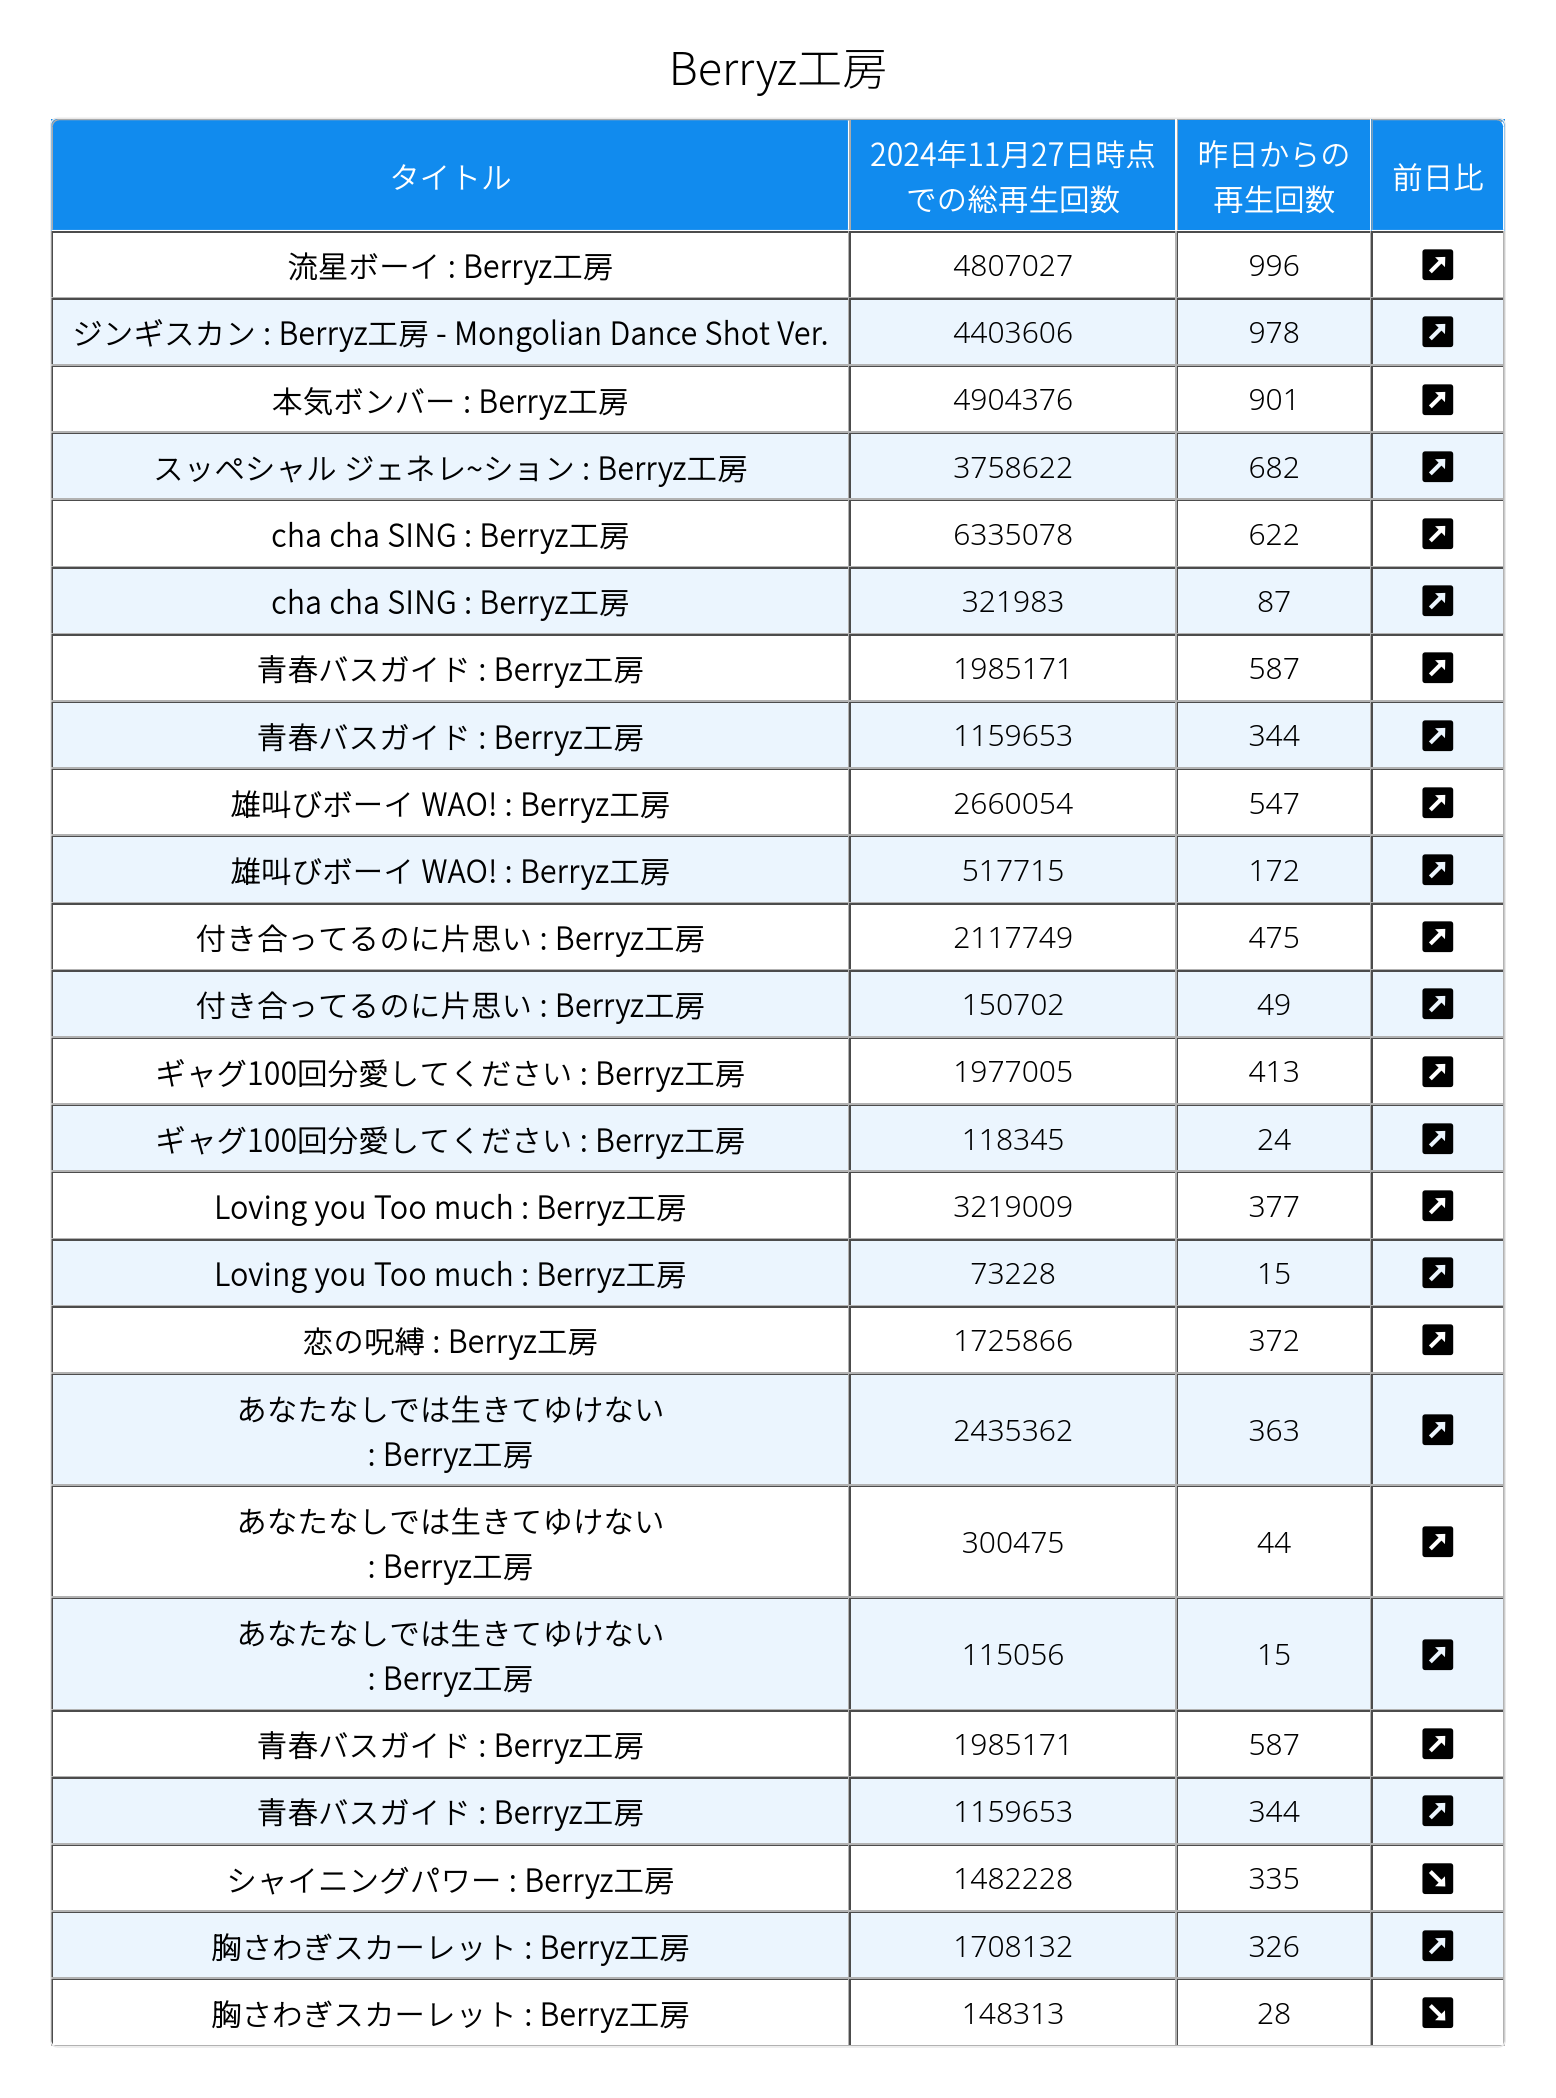 Berryz工房
タイトル
2024年11月27日時点
での総再生回数
昨日からの
再生回数
前日比
流星ボーイ : Berryz工房 4807027 996
ジンギスカン : Berryz工房 - Mongolian Dance Shot Ver. 4403606 978
本気ボンバー : Berryz工房 4904376 901
スッペシャル ジェネレ~ション : Berryz工房 3758622 682
cha cha SING : Berryz工房 6335078 622
cha cha SING : Berryz工房 321983 87
青春バスガイド : Berryz工房 1985171 587
青春バスガイド : Berryz工房 1159653 344
雄叫びボーイ WAO! : Berryz工房 2660054 547
雄叫びボーイ WAO! : Berryz工房 517715 172
付き合ってるのに片思い : Berryz工房 2117749 475
付き合ってるのに片思い : Berryz工房 150702 49
ギャグ100回分愛してください : Berryz工房 1977005 413
ギャグ100回分愛してください : Berryz工房 118345 24
Loving you Too much : Berryz工房 3219009 377
Loving you Too much : Berryz工房 73228 15
恋の呪縛 : Berryz工房 1725866 372
あなたなしでは生きてゆけない
: Berryz工房 2435362 363
あなたなしでは生きてゆけない
: Berryz工房 300475 44
あなたなしでは生きてゆけない
: Berryz工房 115056 15
青春バスガイド : Berryz工房 1985171 587
青春バスガイド : Berryz工房 1159653 344
シャイニングパワー : Berryz工房 1482228 335
胸さわぎスカーレット : Berryz工房 1708132 326
胸さわぎスカーレット : Berryz工房 148313 28